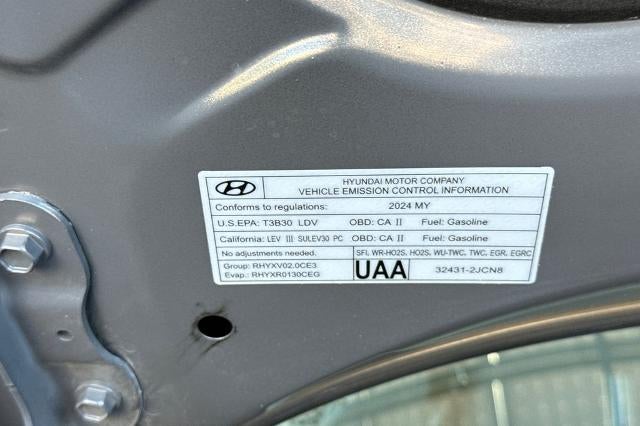 HYUNDAI MOTOR COMPANY
VEHICLE EMISSION CONTROL INFORMATION
Conforms to regulations: 2024 MY
U.S.EPA: T3B30 LDV OBD: CA II Fuel: Gasoline
California: LEV III SULEV30 PC OBD: CA II Fuel: Gasoline
No adjustments needed. SFI, WR-HO2S, HO2S, WU-TWC, TWC, EGR, EGRC
Group: RHYXV02.0CE3
Evap.: RHYXR0130CEG
UAA 32431-2JCN8